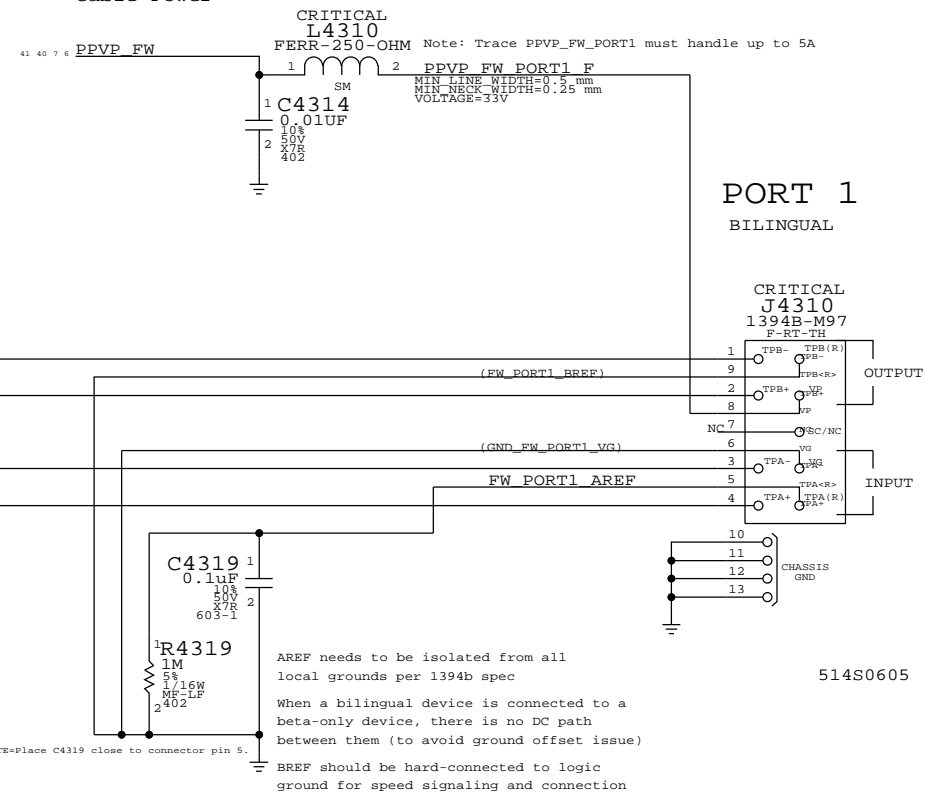 CRITICAL
L4310
FERR-250-OHM
Note: Trace PPVP_FW_PORT1 must handle up to 5A
41 40 7 6 PPVP_FW
1 2
PPVP_FW_PORT1_F
MIN_LINE_WIDTH=0.5 mm
MIN_NECK_WIDTH=0.25 mm
VOLTAGE=33V
SM
1 C4314
0.01UF
10%
50V
2
X7R
402
PORT 1
BILINGUAL
CRITICAL
J4310
1394B-M97
F-RT-TH
1 TPB- TPB(R)
TPB-
(FW_PORT1_BREF) 9 TPB<R>
OUTPUT
2 TPB+ VP
TPB+
8 VP
NC 7 SC/NC
(GND_FW_PORT1_VG) 6 VG
3 TPA- VG
TPA-
FW_PORT1_AREF 5 TPA<R>
INPUT
4 TPA+ TPA(R)
TPA+
10
11
12
13
CHASSIS
GND
C4319 1
0.1uF
10%
50V
X7R 2
603-1
1 R4319
1M
5%
1/16W
MF-LF
2 402
AREF needs to be isolated from all
local grounds per 1394b spec
514S0605
When a bilingual device is connected to a
beta-only device, there is no DC path
between them (to avoid ground offset issue)
TE=Place C4319 close to connector pin 5.
BREF should be hard-connected to logic
ground for speed signaling and connection